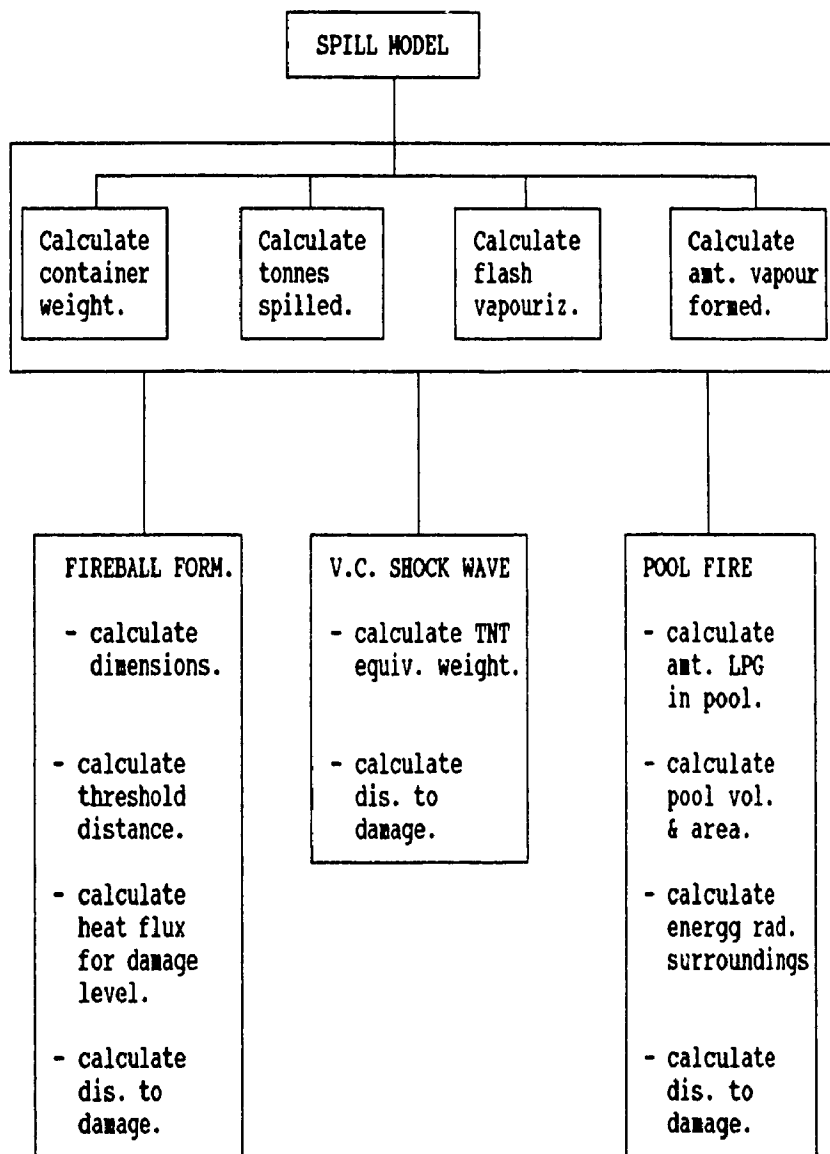 SPILL MODEL
Calculate
container
weight.
Calculate
tonnes
spilled.
Calculate
flash
vapouriz.
Calculate
amt. vapour
formed.
FIREBALL FORM.
- calculate
dimensions.
- calculate
threshold
distance.
- calculate
heat flux
for damage
level.
- calculate
dis. to
damage.
V.C. SHOCK WAVE
- calculate TNT
equiv. weight.
- calculate
dis. to
damage.
POOL FIRE
- calculate
amt. LPG
in pool.
- calculate
pool vol.
& area.
- calculate
energg rad.
surroundings
- calculate
dis. to
damage.